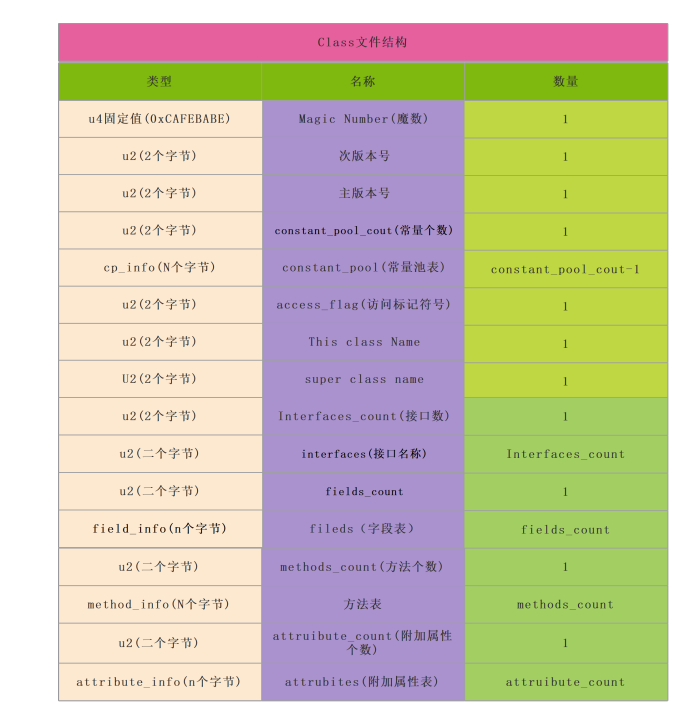 Class文件结构
类型 名称 数量
u4固定值(0xCAFEBABE) Magic Number(魔数) 1
u2(2个字节) 次版本号 1
u2(2个字节) 主版本号 1
u2(2个字节) constant_pool_cout(常量个数) 1
cp_info(N个字节) constant_pool(常量池表) constant_pool_cout-1
u2(2个字节) access_flag(访问标记符号) 1
u2(2个字节) This class Name 1
U2(2个字节) super class name 1
u2(2个字节) Interfaces_count(接口数) 1
u2(二个字节) interfaces(接口名称) Interfaces_count
u2(二个字节) fields_count 1
field_info(n个字节) fileds（字段表） fields_count
u2(二个字节) methods_count(方法个数) 1
method_info(N个字节) 方法表 methods_count
u2(二个字节) attruibute_count(附加属性 1
个数)
attribute_info(n个字节) attrubites(附加属性表) attruibute_count